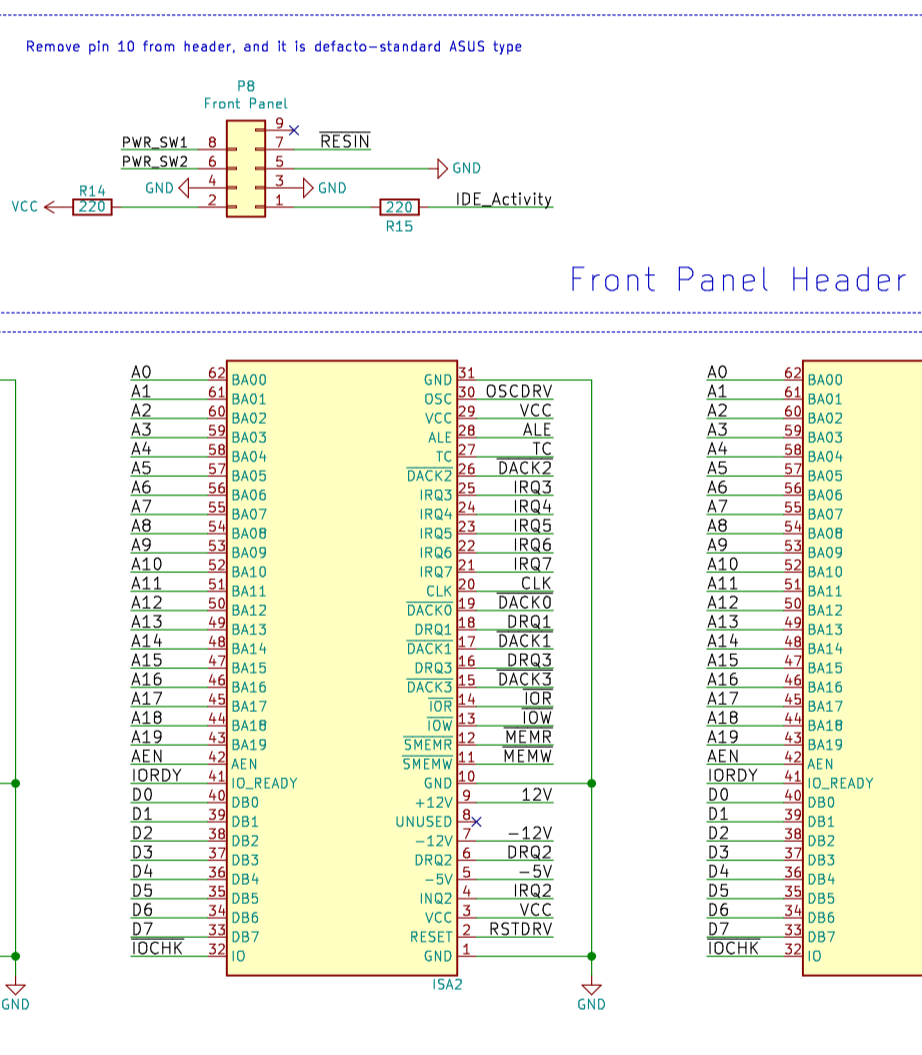 Remove pin 10 from header, and it is defacto-standard ASUS type
P8
Front Panel
9
PWR_SW1 8 7 RESIN
PWR_SW2 6 5 GND
GND 4 3 GND
R14
VCC 220 2 1 220 IDE_Activity
R15
Front Panel Header
A0 62 BA00 GND 31 A0 62 BA00
A1 61 BA01 OSC 30 OSCDRV A1 61 BA01
A2 60 BA02 VCC 29 VCC A2 60 BA02
A3 59 BA03 ALE 28 ALE A3 59 BA03
A4 58 BA04 TC 27 TC A4 58 BA04
A5 57 BA05 DACK2 26 DACK2 A5 57 BA05
A6 56 BA06 IRQ3 25 IRQ3 A6 56 BA06
A7 55 BA07 IRQ4 24 IRQ4 A7 55 BA07
A8 54 BA08 IRQ5 23 IRQ5 A8 54 BA08
A9 53 BA09 IRQ6 22 IRQ6 A9 53 BA09
A10 52 BA10 IRQ7 21 IRQ7 A10 52 BA10
A11 51 BA11 CLK 20 CLK A11 51 BA11
A12 50 BA12 DACK0 19 DACK0 A12 50 BA12
A13 49 BA13 DRQ1 18 DRQ1 A13 49 BA13
A14 48 BA14 DACK1 17 DACK1 A14 48 BA14
A15 47 BA15 DRQ3 16 DRQ3 A15 47 BA15
A16 46 BA16 DACK3 15 DACK3 A16 46 BA16
A17 45 BA17 IOR 14 IOR A17 45 BA17
A18 44 BA18 IOW 13 IOW A18 44 BA18
A19 43 BA19 SMEMR 12 MEMR A19 43 BA19
AEN 42 AEN SMEMW 11 MEMW AEN 42 AEN
IORDY 41 IO_READY GND 10 IORDY 41 IO_READY
D0 40 DB0 +12V 9 12V D0 40 DB0
D1 39 DB1 UNUSED 8 D1 39 DB1
D2 38 DB2 -12V 7 -12V D2 38 DB2
D3 37 DB3 DRQ2 6 DRQ2 D3 37 DB3
D4 36 DB4 -5V 5 -5V D4 36 DB4
D5 35 DB5 INQ2 4 IRQ2 D5 35 DB5
D6 34 DB6 VCC 3 VCC D6 34 DB6
D7 33 DB7 RESET 2 RSTDRV D7 33 DB7
IOCHK 32 IO GND 1 IOCHK 32 IO
ISA2
GND GND